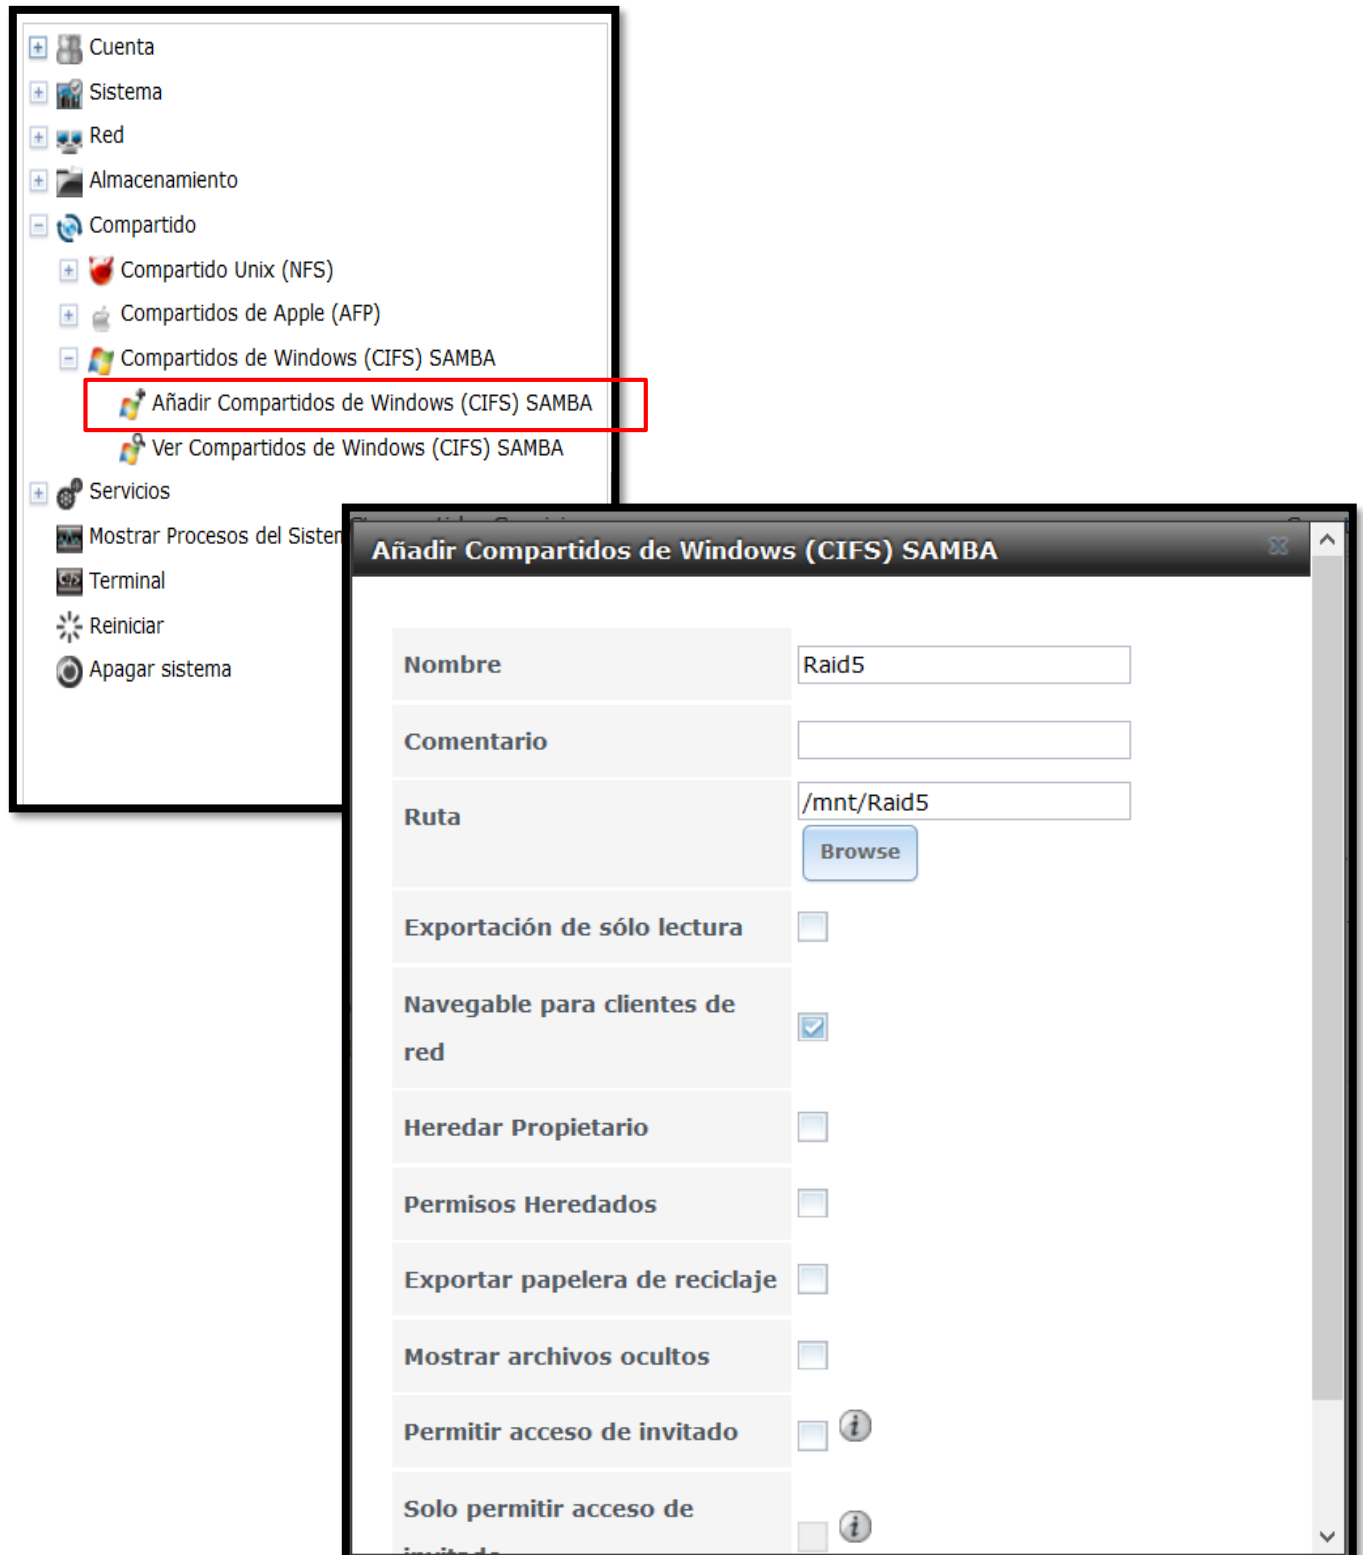 Cuenta
Sistema
Red
Almacenamiento
Compartido
Compartido Unix (NFS)
Compartidos de Apple (AFP)
Compartidos de Windows (CIFS) SAMBA
Añadir Compartidos de Windows (CIFS) SAMBA
Ver Compartidos de Windows (CIFS) SAMBA
Servicios
Mostrar Procesos del Sister
Terminal
Reiniciar
Apagar sistema
Añadir Compartidos de Windows (CIFS) SAMBA
Nombre
Raid5
Comentario
Ruta
/mnt/Raid5
Browse
Exportación de sólo lectura
Navegable para clientes de
red
Heredar Propietario
Permisos Heredados
Exportar papelera de reciclaje
Mostrar archivos ocultos
Permitir acceso de invitado
Solo permitir acceso de